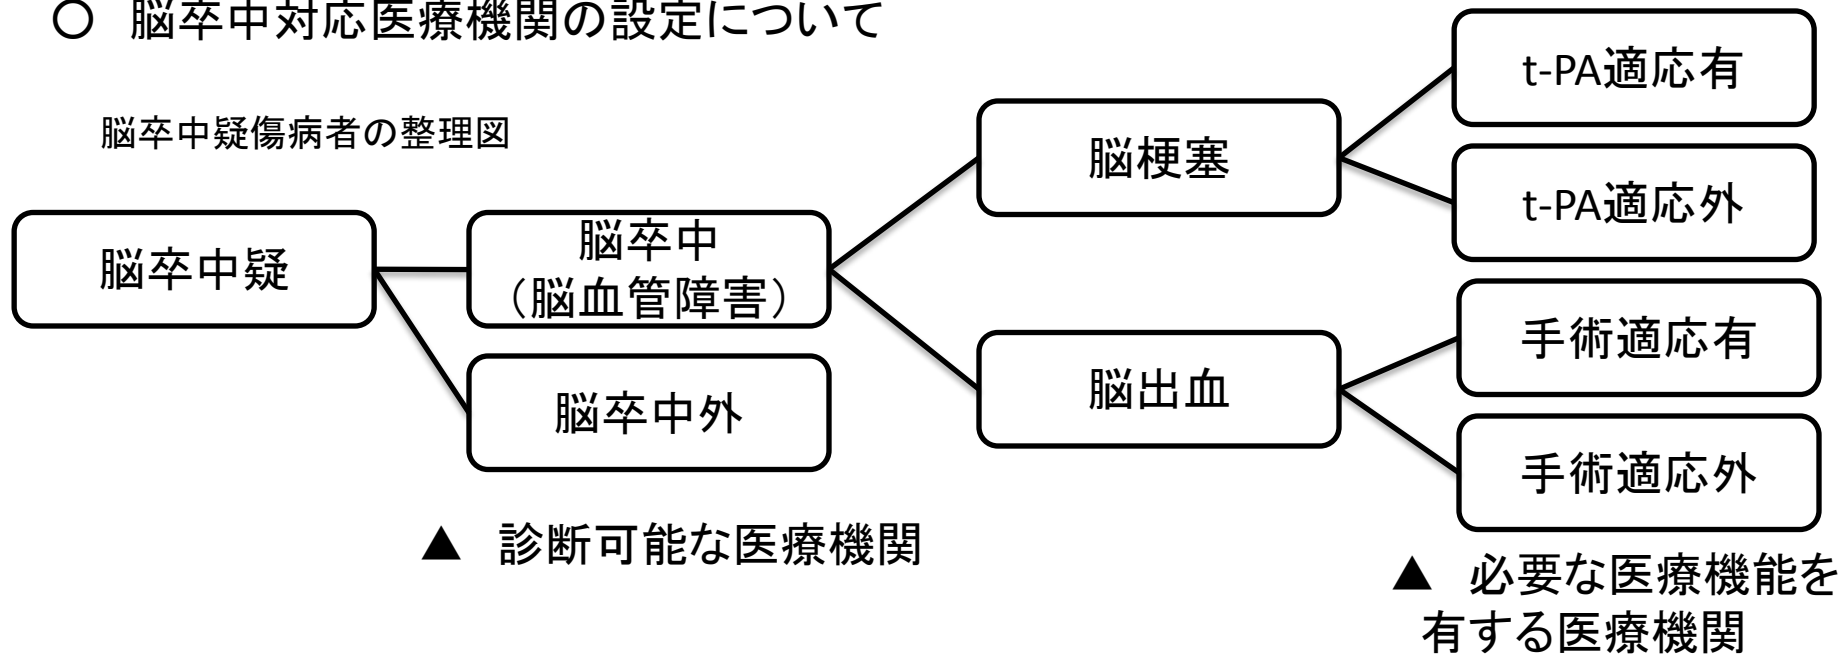 ○ 脳卒中対応医療機関の設定について
脳卒中疑傷病者の整理図
脳卒中疑
脳卒中
（脳血管障害）
脳卒中外
脳梗塞
脳出血
t-PA適応有
t-PA適応外
手術適応有
手術適応外
▲ 診断可能な医療機関
▲ 必要な医療機能を
有する医療機関